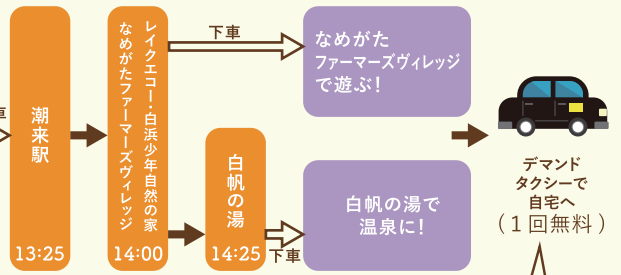 車
潮来駅
13:25
レイクエコー・白浜少年自然の家
なめがたファーマーズヴィレッジ
14:00
下車
なめがた
ファーマーズヴィレッジ
で遊ぶ！
白帆の湯
14:25
下車
白帆の湯で
温泉に！
デマンド
タクシーで
自宅へ
（１回無料）